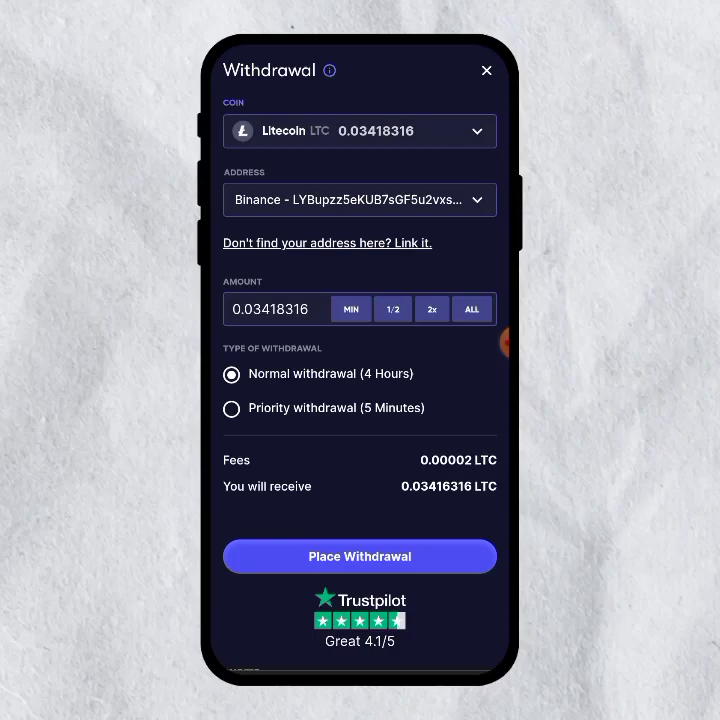 Withdrawal
COIN
Litecoin LTC 0.03418316
ADDRESS
Binance - LYBupzz5eKUB7sGF5u2vxs...
Don't find your address here? Link it.
AMOUNT
0.03418316 MIN 1/2 2x ALL
TYPE OF WITHDRAWAL
Normal withdrawal (4 Hours)
Priority withdrawal (5 Minutes)
Fees 0.00002 LTC
You will receive 0.03416316 LTC
Place Withdrawal
Trustpilot
Great 4.1/5